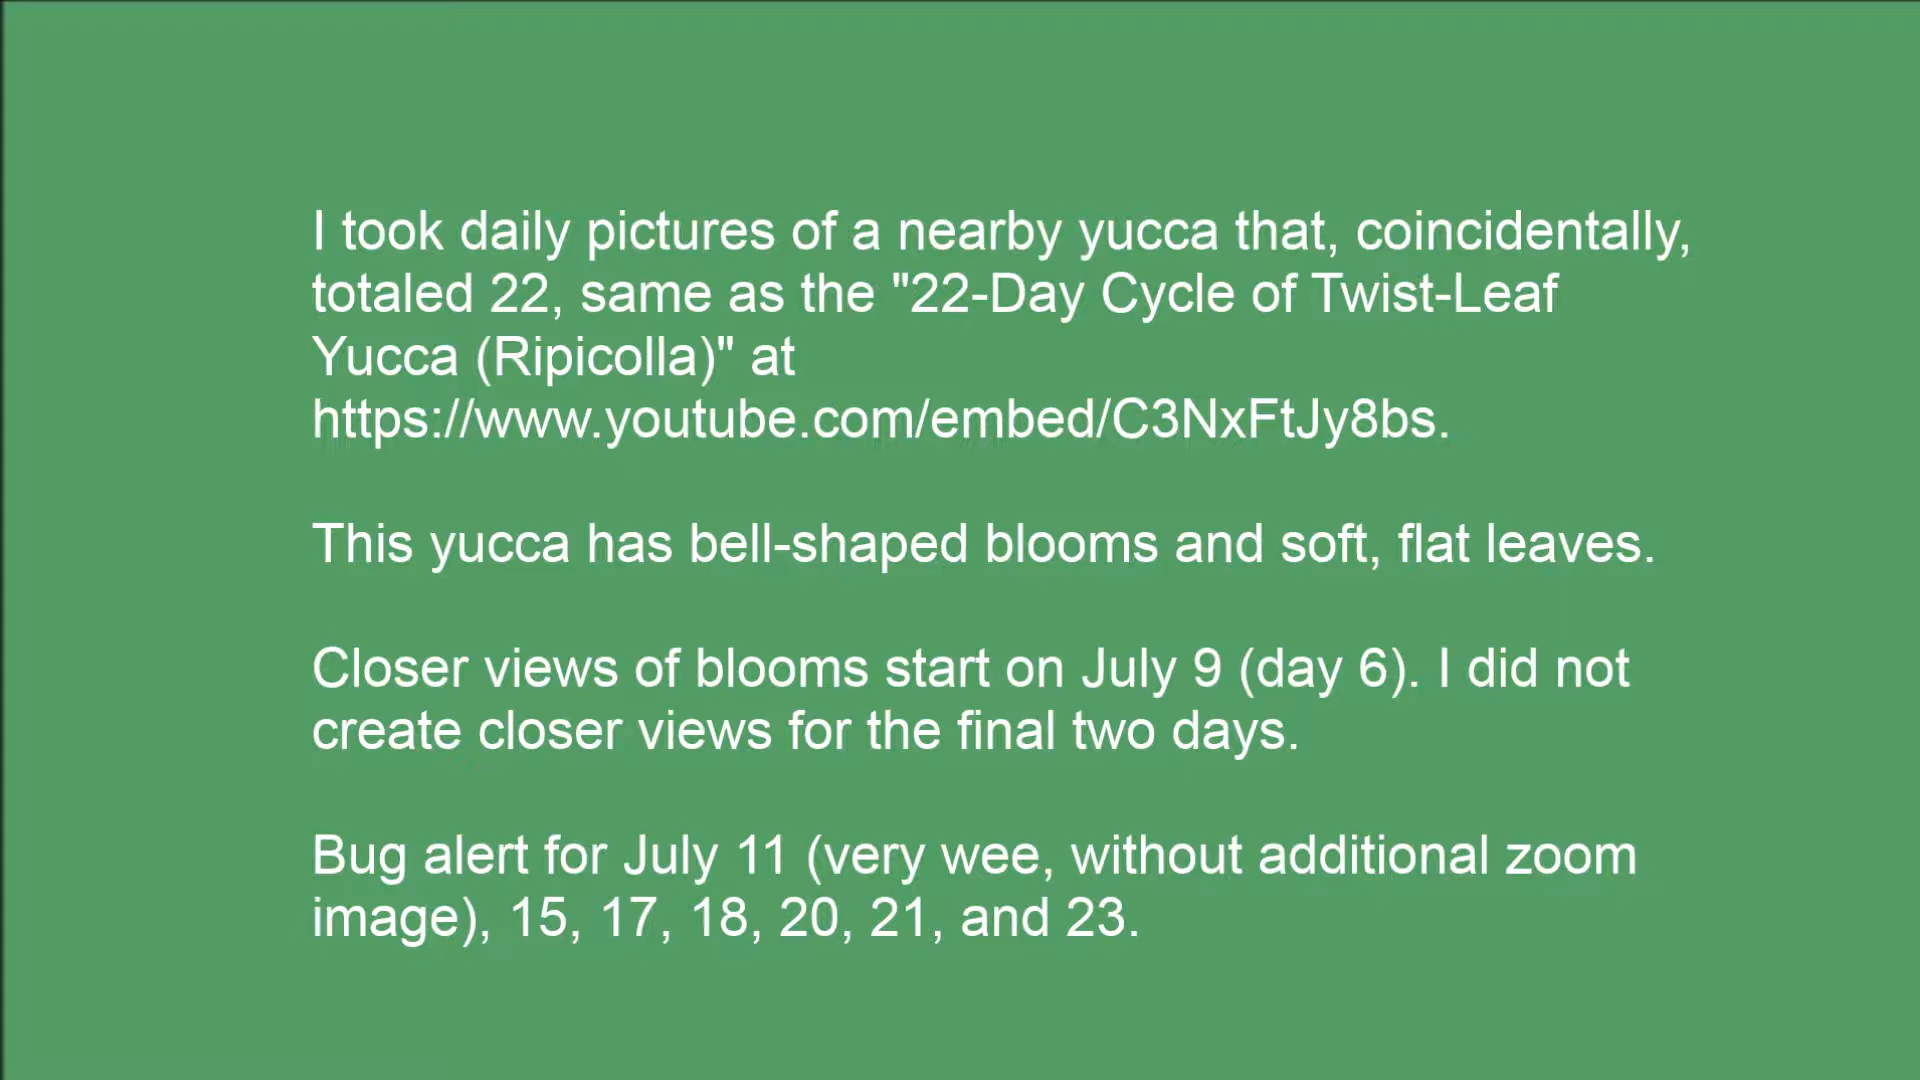 I took daily pictures of a nearby yucca that, coincidentally,
totaled 22, same as the "22-Day Cycle of Twist-Leaf
Yucca (Ripicolla)" at
https://www.youtube.com/embed/C3NxFtJy8bs.
This yucca has bell-shaped blooms and soft, flat leaves.
Closer views of blooms start on July 9 (day 6). I did not
create closer views for the final two days.
Bug alert for July 11 (very wee, without additional zoom
image), 15, 17, 18, 20, 21, and 23.